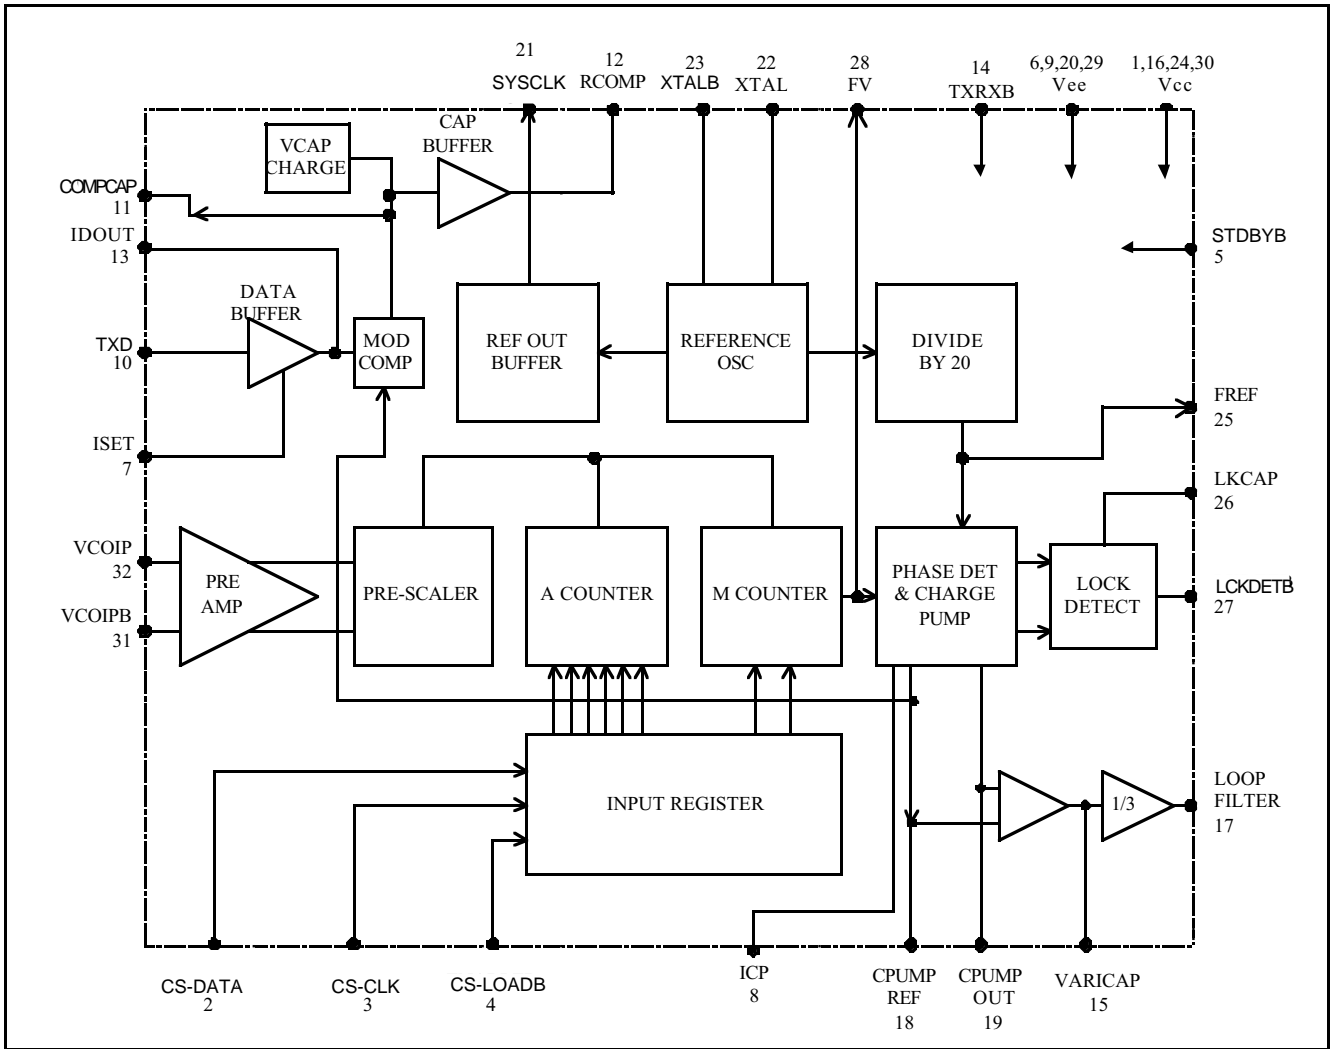 21
SYSCLK
12
RCOMP
23
XTALB
22
XTAL
28
FV
14
TXRXB
6,9,20,29
Vee
1,16,24,30
Vcc
CAP
BUFFER
VCAP
CHARGE
COMPCAP
11
IDOUT
13
STDBYB
5
DATA
BUFFER
TXD
10
MOD
COMP
REF OUT
BUFFER
REFERENCE
OSC
DIVIDE
BY 20
FREF
25
ISET
7
LKCAP
26
VCOIP
32
PRE
AMP
VCOIPB
31
PRE-SCALER
A COUNTER
M COUNTER
PHASE DET
& CHARGE
PUMP
LOCK
DETECT
LCKDETB
27
INPUT REGISTER
1/3
LOOP
FILTER
17
CS-DATA
2
CS-CLK
3
CS-LOADB
4
ICP
8
CPUMP
REF
18
CPUMP
OUT
19
VARICAP
15